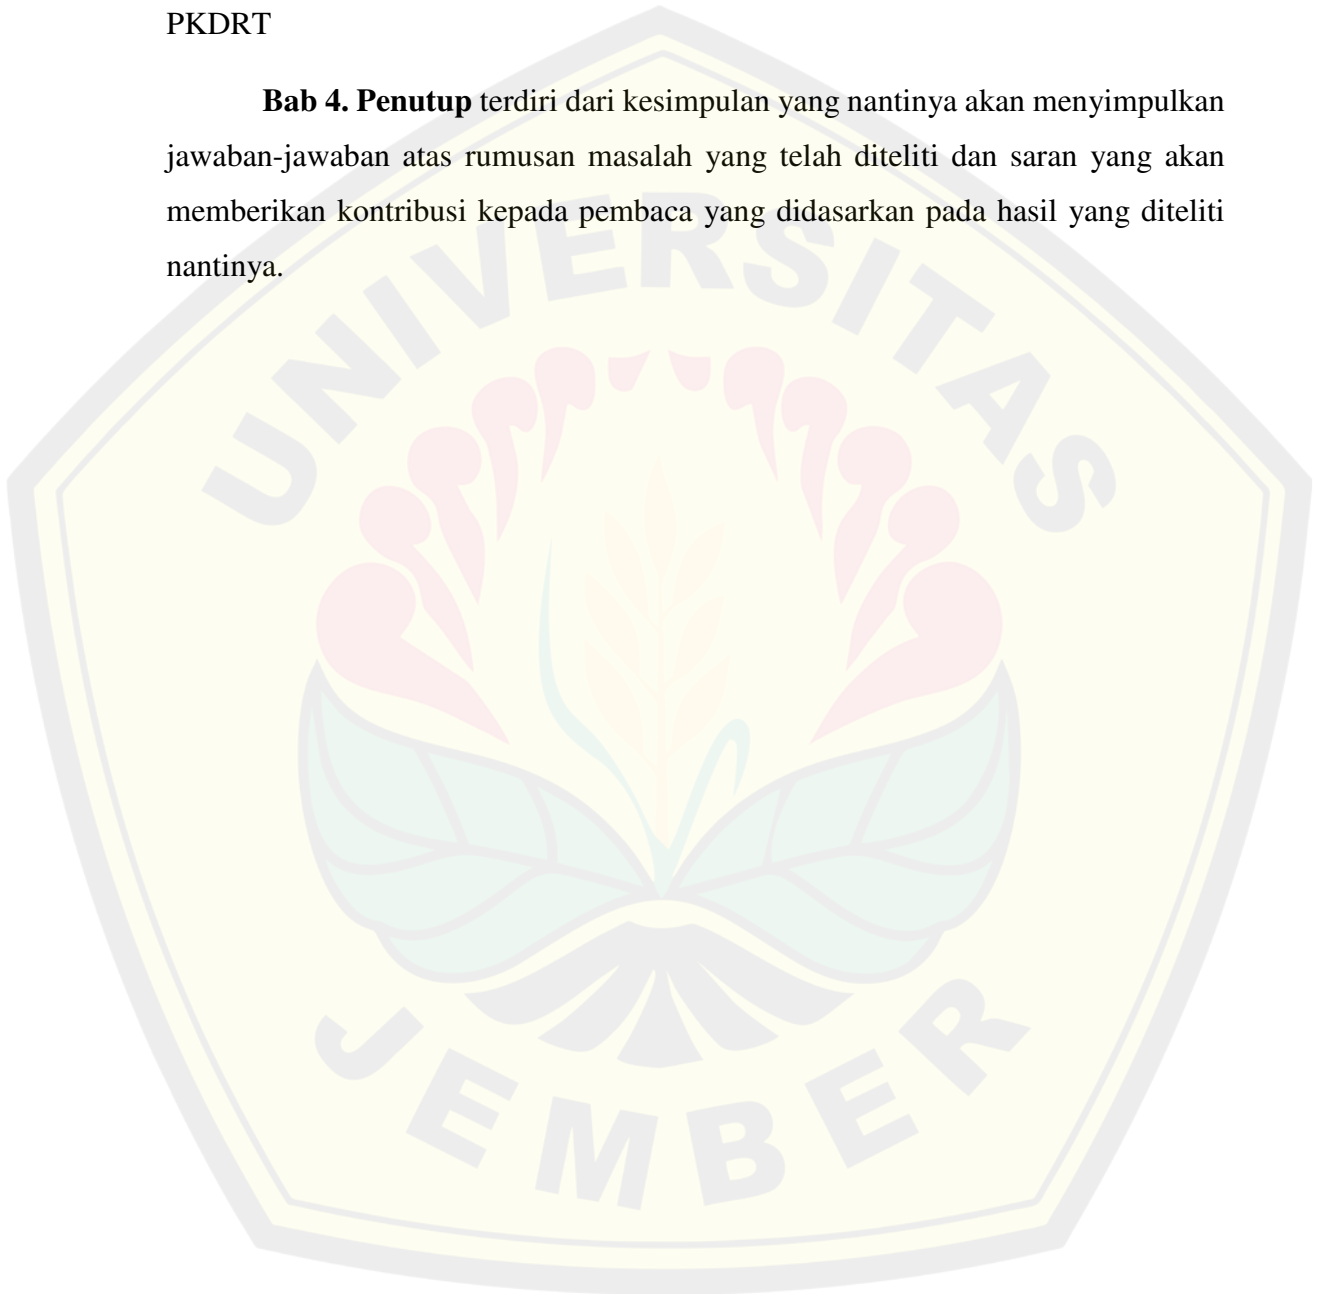 PKDRT
Bab 4. Penutup terdiri dari kesimpulan yang nantinya akan menyimpulkan
jawaban-jawaban atas rumusan masalah yang telah diteliti dan saran yang akan
memberikan kontribusi kepada pembaca yang didasarkan pada hasil yang diteliti
nantinya.
UNIVERSITAS
JEMBER